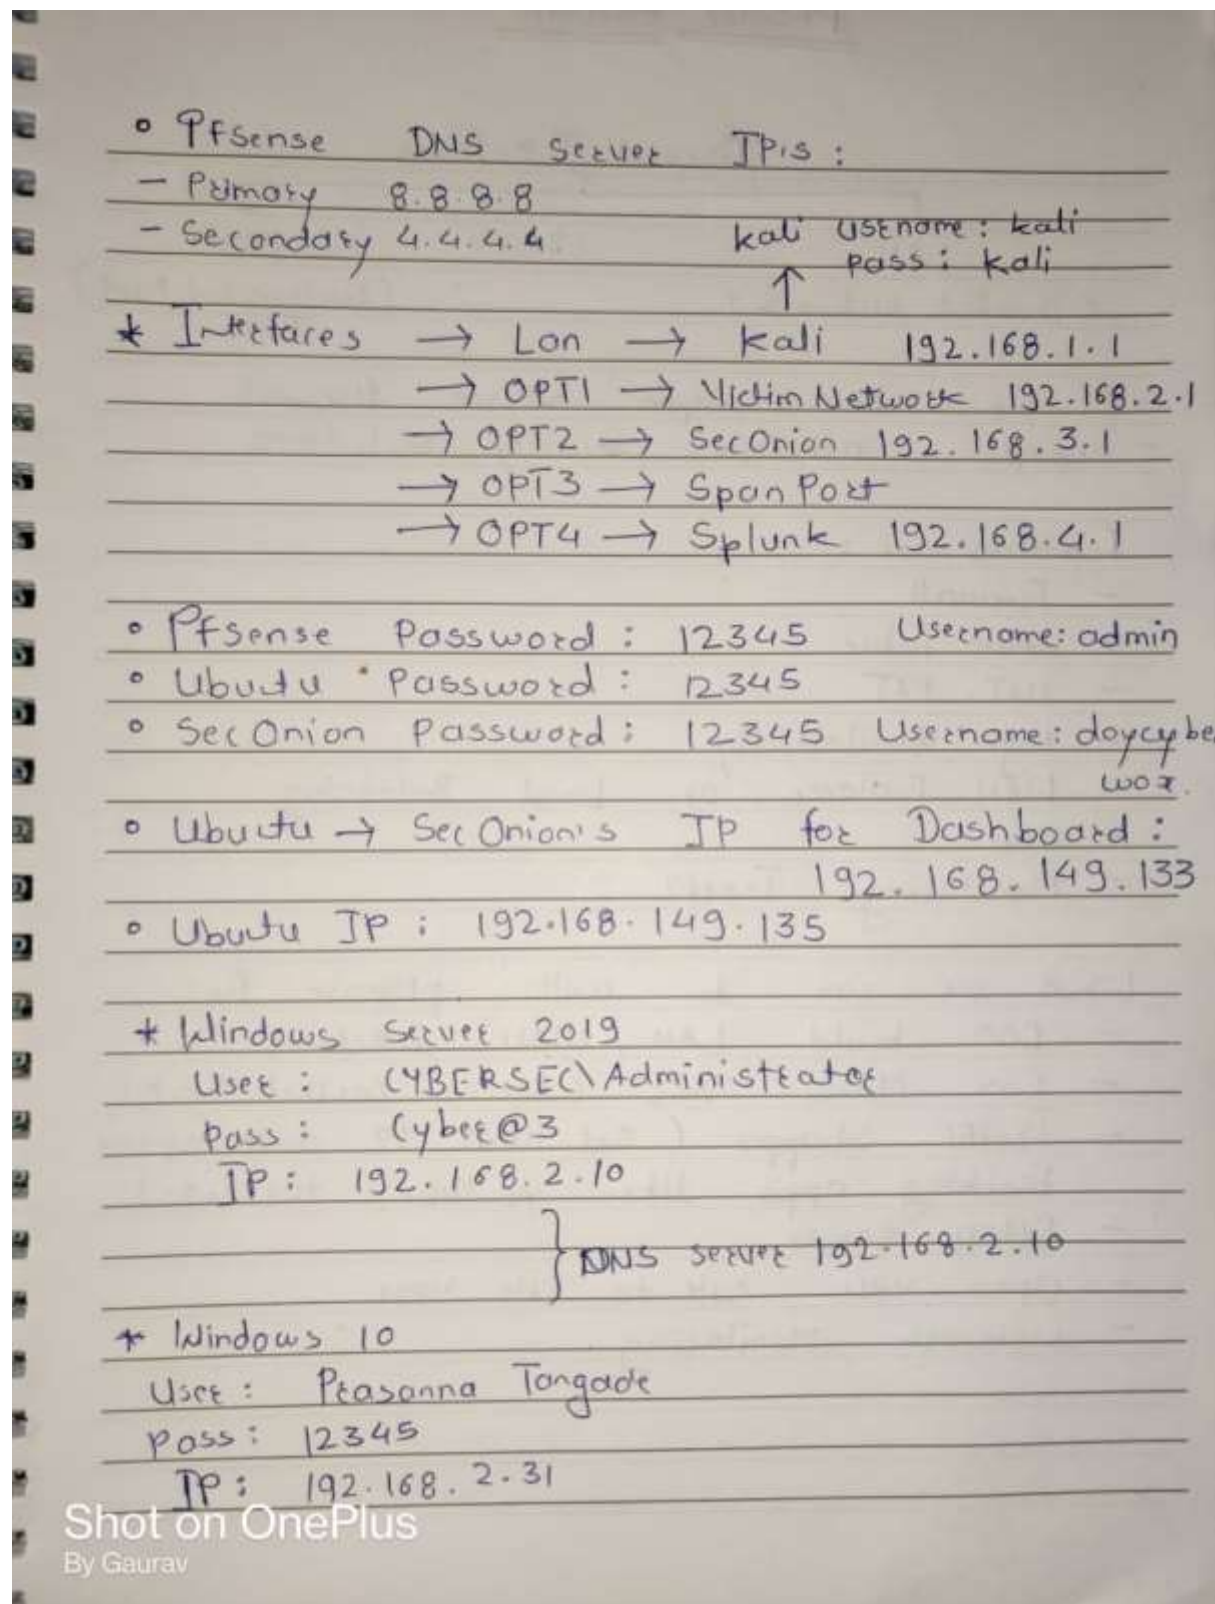 ° Pfsense DNS Server IP's :
- Primary 8.8.8.8
- Secondary 4.4.4.4
kali username : kali
pass : kali
↑
* Interfaces → Lan → Kali 192.168.1.1
→ OPT1 → Victim Network 192.168.2.1
→ OPT2 → SecOnion 192.168.3.1
→ OPT3 → Span Port
→ OPT4 → Splunk 192.168.4.1
° Pfsense Password : 12345 Username: admin
° Ubutu Password : 12345
° SecOnion Password : 12345 Username: doycybe
wox.
° Ubutu → SecOnion's IP for Dashboard :
192.168.149.133
° Ubutu IP : 192.168.149.135
* Windows Server 2019
User : CYBERSEC\Administrator
Pass : Cyber@3
IP : 192.168.2.10
} DNS server 192.168.2.10
* Windows 10
User : Prasanna Tongade
Pass : 12345
IP : 192.168.2.31
Shot on OnePlus
By Gaurav